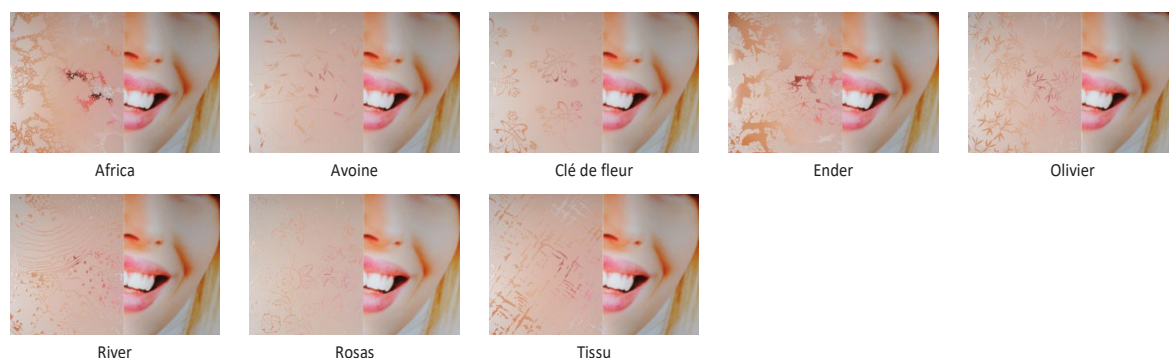 Africa
Avoine
Clé de fleur
Ender
Olivier
River
Rosas
Tissu